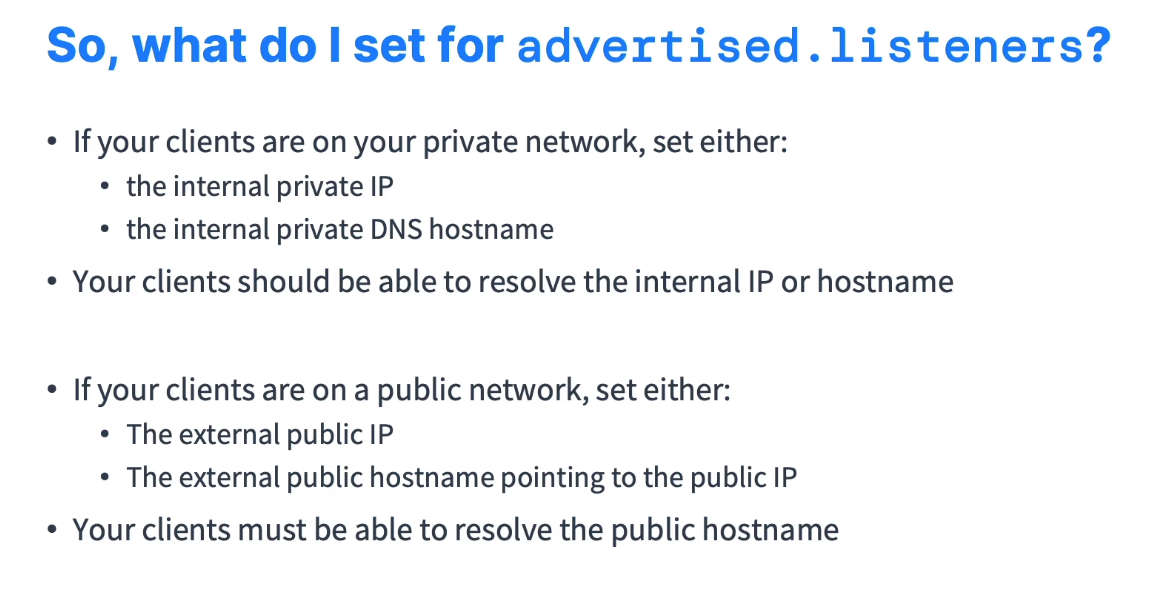 So, what do I set for advertised.listeners?
• If your clients are on your private network, set either:
• the internal private IP
• the internal private DNS hostname
• Your clients should be able to resolve the internal IP or hostname
• If your clients are on a public network, set either:
• The external public IP
• The external public hostname pointing to the public IP
• Your clients must be able to resolve the public hostname